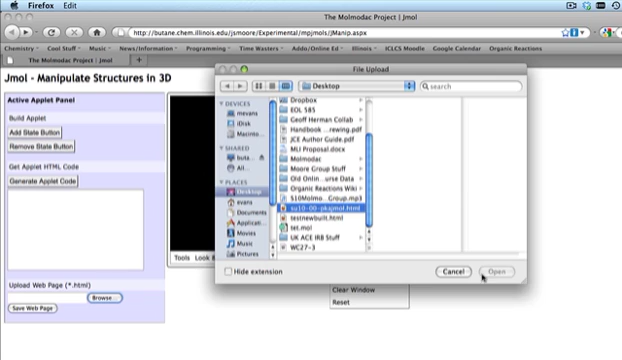 Firefox Edit
The Molmodac Project | Jmol
http://butane.chem.illinois.edu/jsmoore/Experimental/mpjmols/JManip.aspx
Chemistry Cool Stuff Music News/Information Programming Time Wasters Addo/Online Ed Illinois ICLCS Moodle Google Calendar Organic Reactions
The Molmodac Project | Jmol
Jmol - Manipulate Structures in 3D
Active Applet Panel
Build Applet
Add State Button
Remove State Button
Get Applet HTML Code
Generate Applet Code
Upload Web Page (*.html)
Browse...
Save Web Page
Tools Look
File Upload
Desktop
search
DEVICES
mevans
iDisk
Macinto...
SHARED
buta...
All...
PLACES
Desktop
evans
Documents
Applicati...
Movies
Music
Pictures
Dropbox
EOL 585
Geoff Herman Collab
Handbook ...rewing.pdf
JCE Author Guide.pdf
MLI Proposal.docx
Molmodac
Moore Group Stuff
Old Onlin...urse Data
Organic Reactions Wiki
S10Molmo...Group.mp3
testnewbuilt.html
tet.mol
UK ACE IRB Stuff
WC27-3
Hide extension
Cancel
Open
Clear Window
Reset